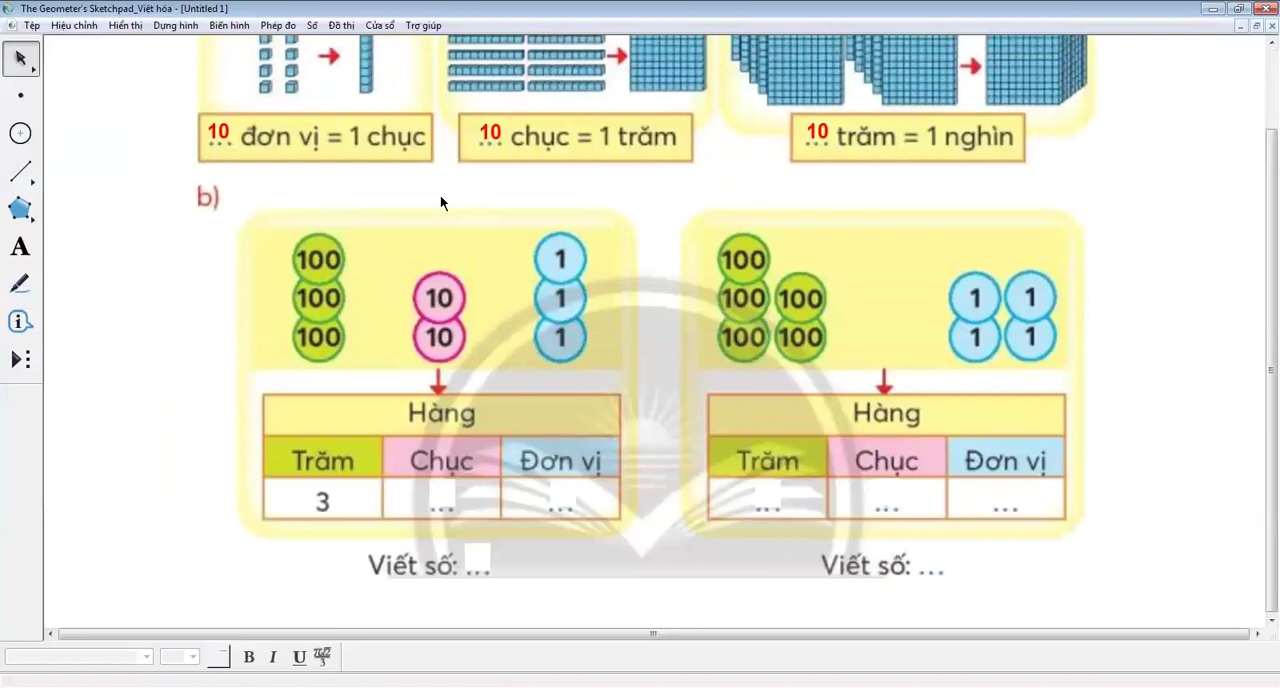 The Geometer's Sketchpad_Việt hóa - [Untitled 1]
Tệp Hiệu chỉnh Hiển thị Dựng hình Biến hình Phép đo Số Đồ thị Cửa sổ Trợ giúp
10 ... đơn vị = 1 chục
10 ... chục = 1 trăm
10 ... trăm = 1 nghìn
b)
100 1 100
100 10 1 100 100 1 1
100 10 1 100 100 1 1
Hàng Hàng
Trăm Chục Đơn vị Trăm Chục Đơn vị
3 ... ... ... ... ...
Viết số: ... Viết số: ...
A
B I U